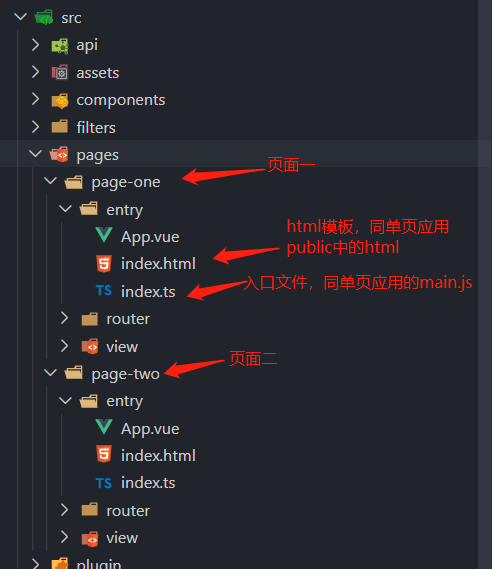 src
api
assets
components
filters
pages
页面一
page-one
entry
App.vue
html模板，同单页应用
public中的html
index.html
入口文件，同单页应用的main.js
TS index.ts
router
view
页面二
page-two
entry
App.vue
index.html
TS index.ts
router
view
plugin